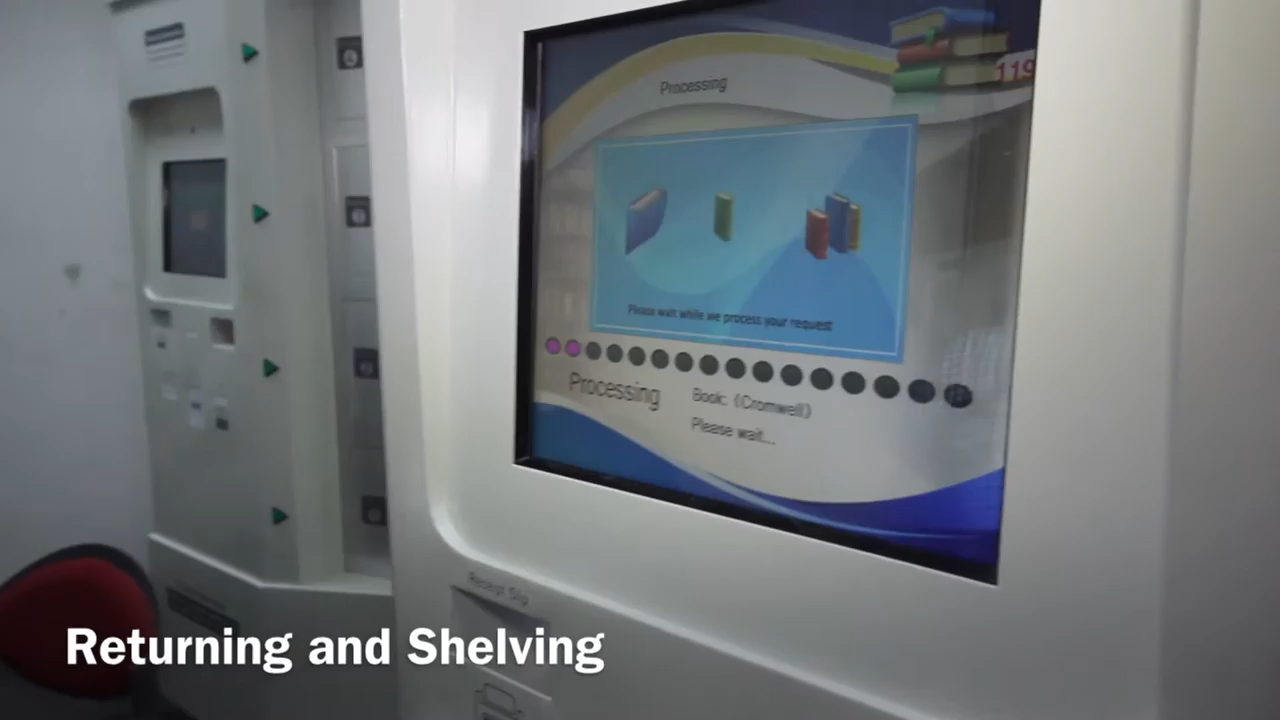 Processing
119
Please wait while we process your request
Processing
Book: 《Cromwell》
Please wait...
Receipt Slip
Returning and Shelving